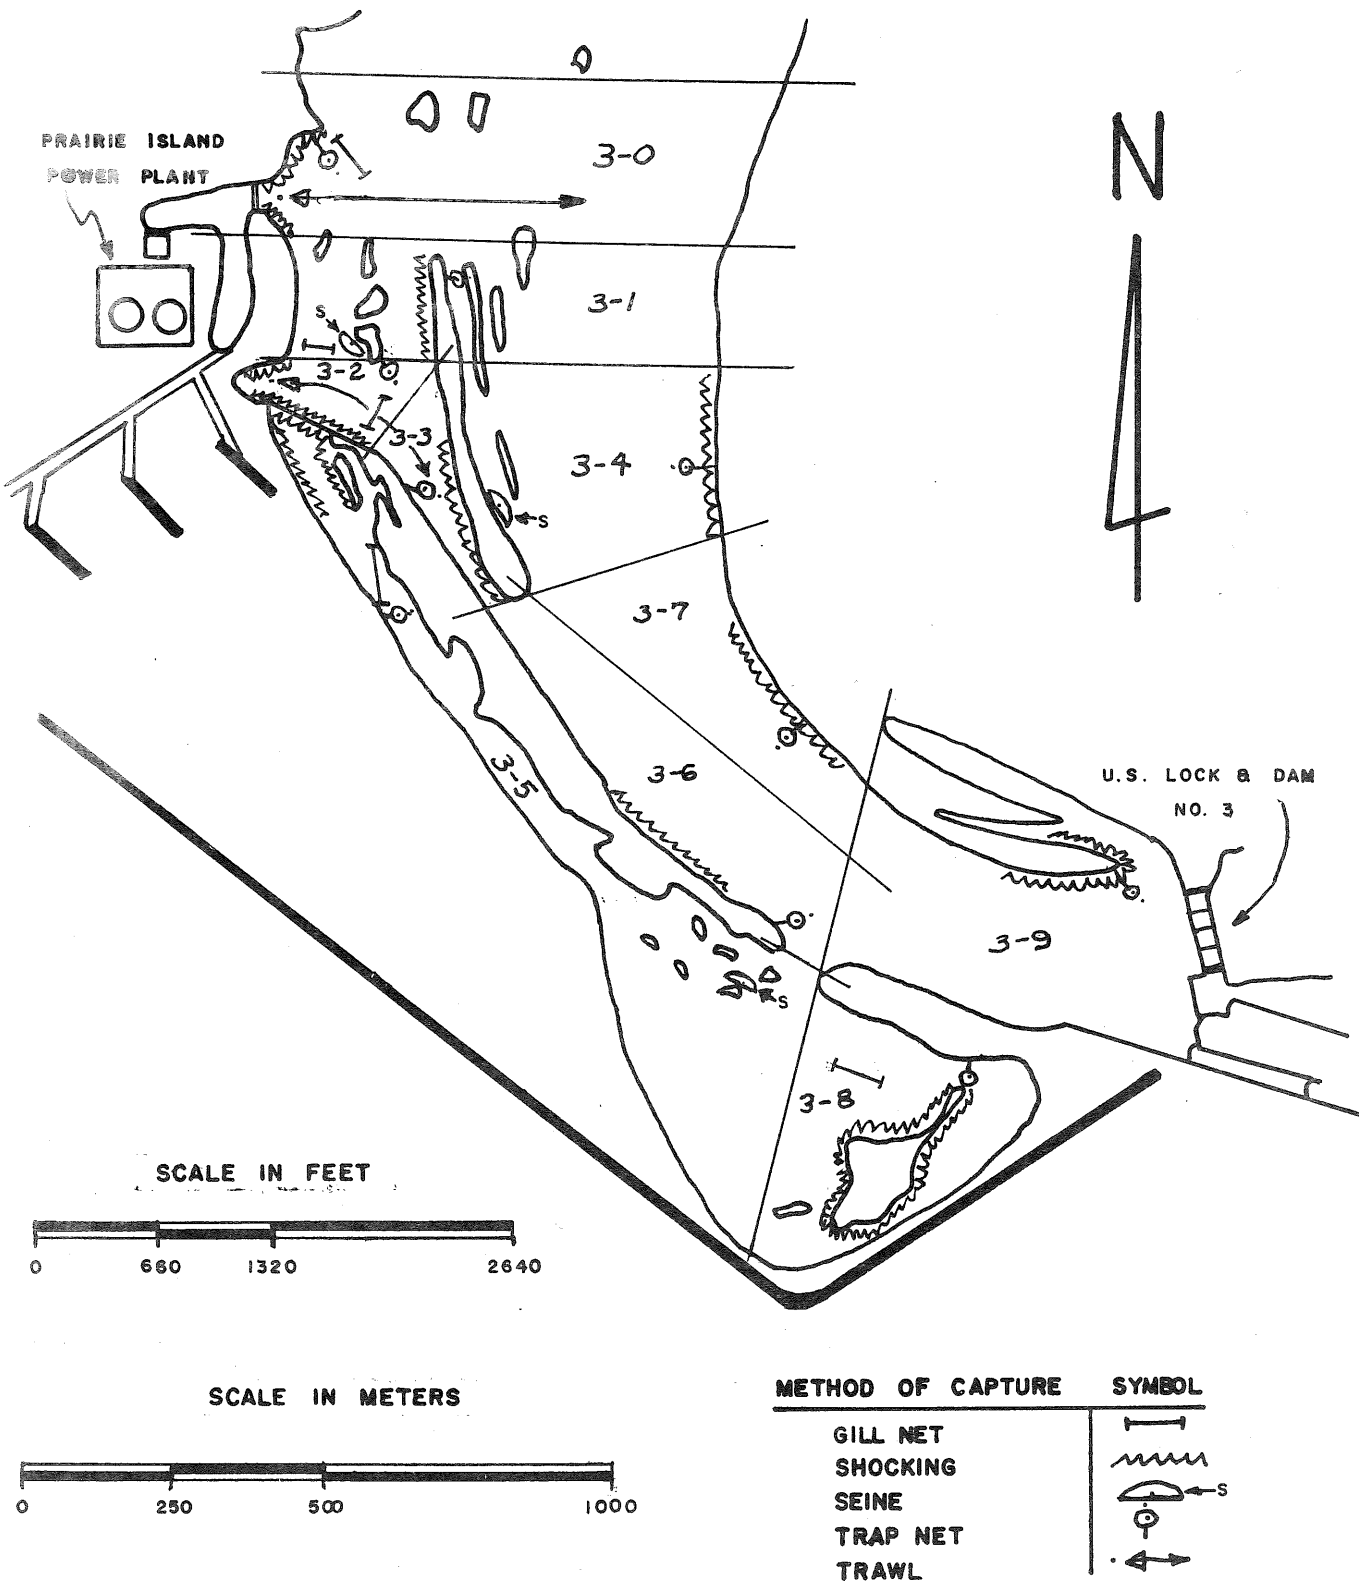 PRAIRIE ISLAND
POWER PLANT
N
3-0
3-1
S
3-2
3-3
3-4
S
3-7
3-5
3-6
U.S. LOCK & DAM
NO. 3
3-9
S
3-8
SCALE IN FEET
0 660 1320 2640
SCALE IN METERS
0 250 500 1000
METHOD OF CAPTURE SYMBOL
GILL NET
SHOCKING
SEINE S
TRAP NET
TRAWL